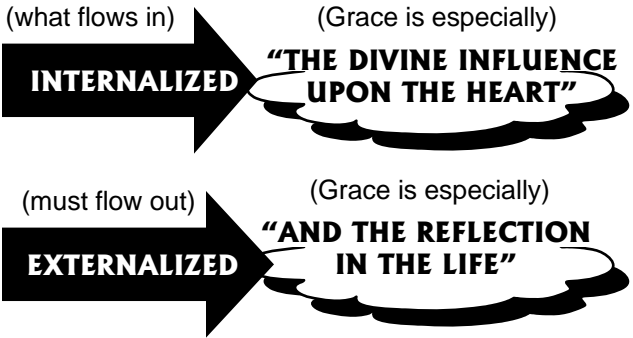 (what flows in)
(Grace is especially)
INTERNALIZED
“THE DIVINE INFLUENCE
UPON THE HEART”
(must flow out)
(Grace is especially)
EXTERNALIZED
“AND THE REFLECTION
IN THE LIFE”